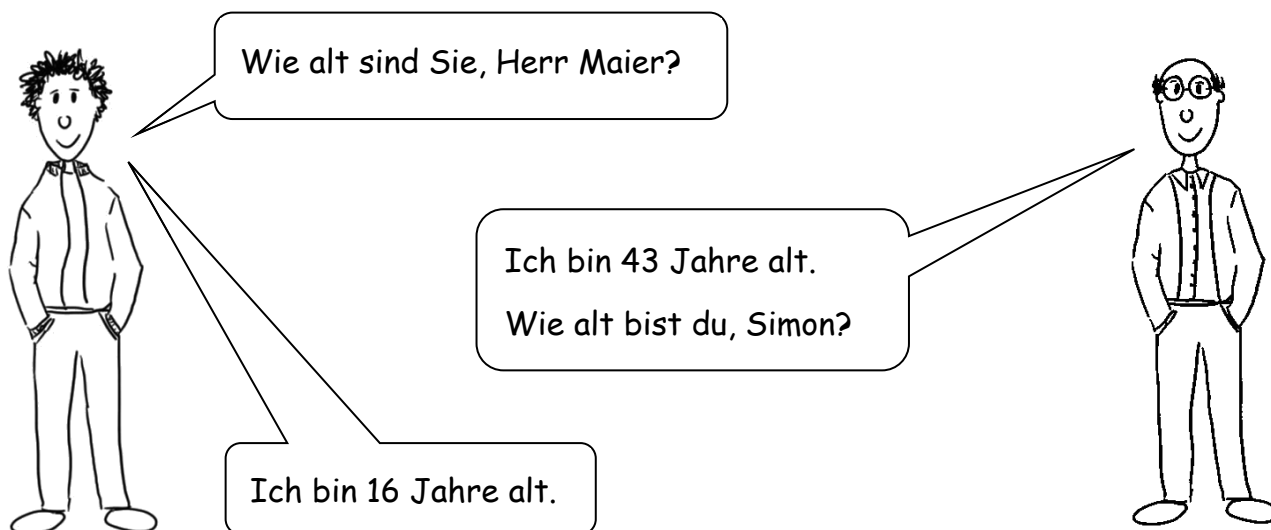 Wie alt sind Sie, Herr Maier?
Ich bin 43 Jahre alt.
Wie alt bist du, Simon?
Ich bin 16 Jahre alt.